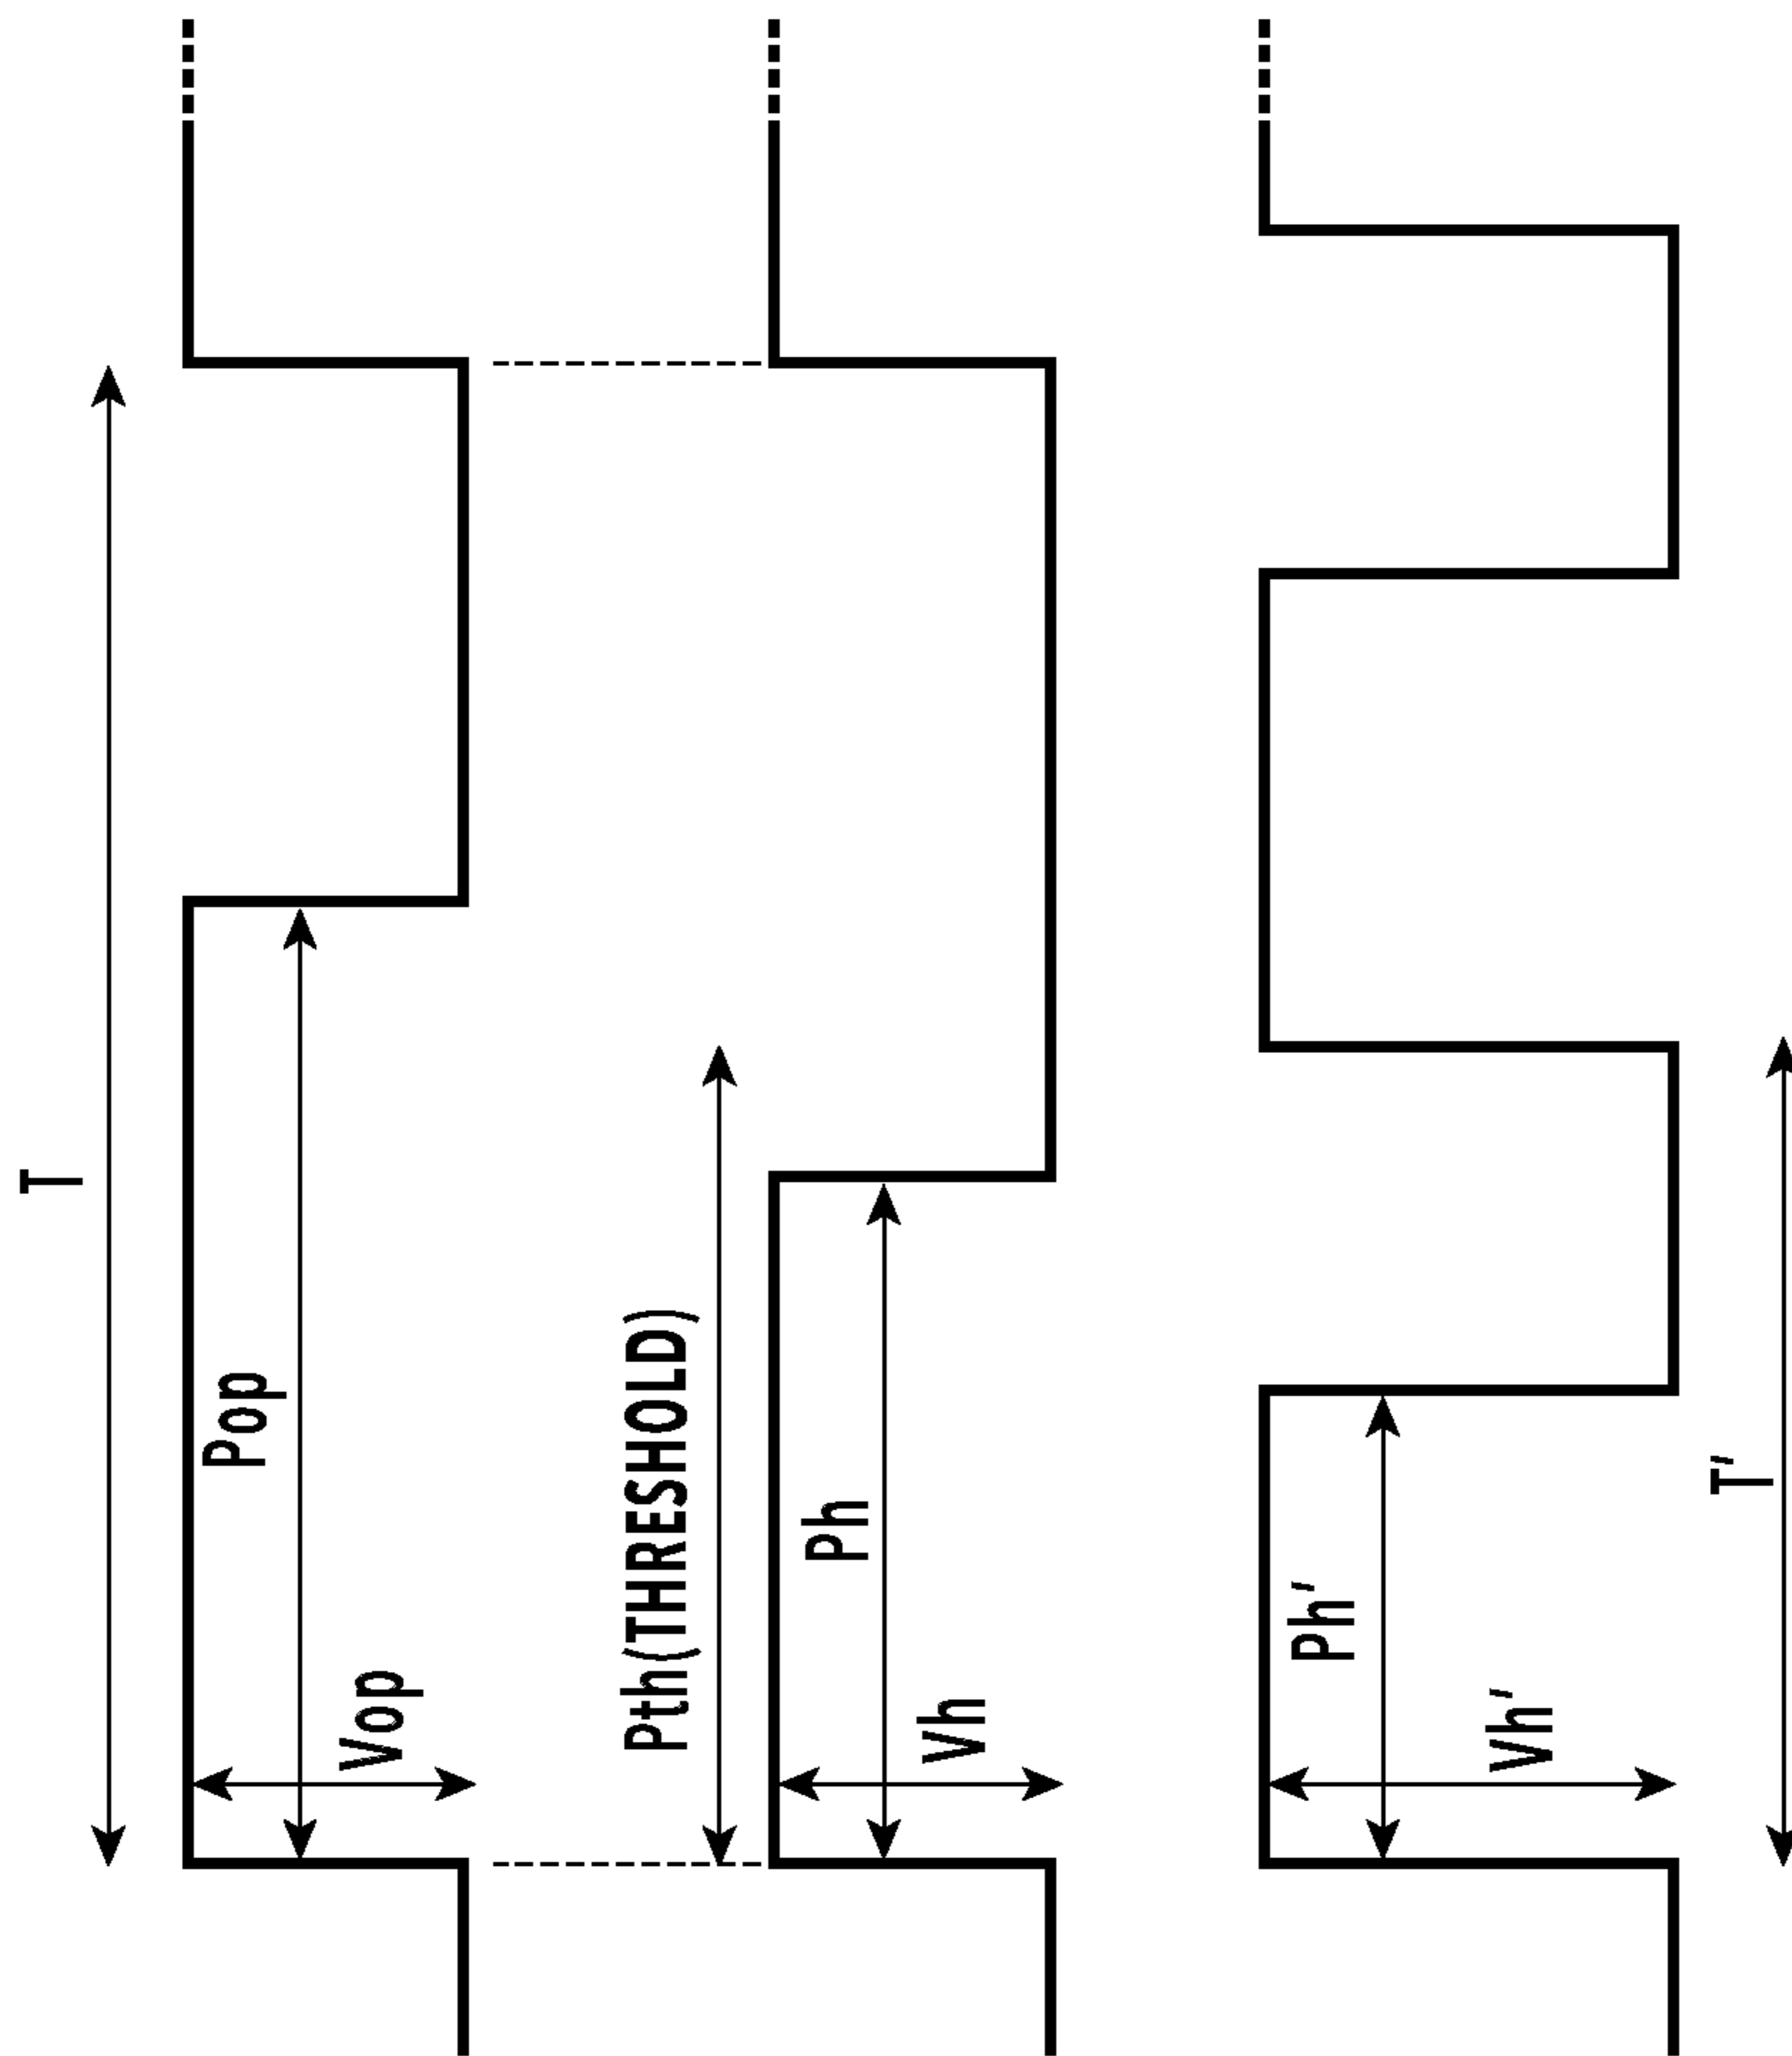 T
Pop
Vop
Pth(THRESHOLD)
Ph
Vh
Ph′
Vh′
T′